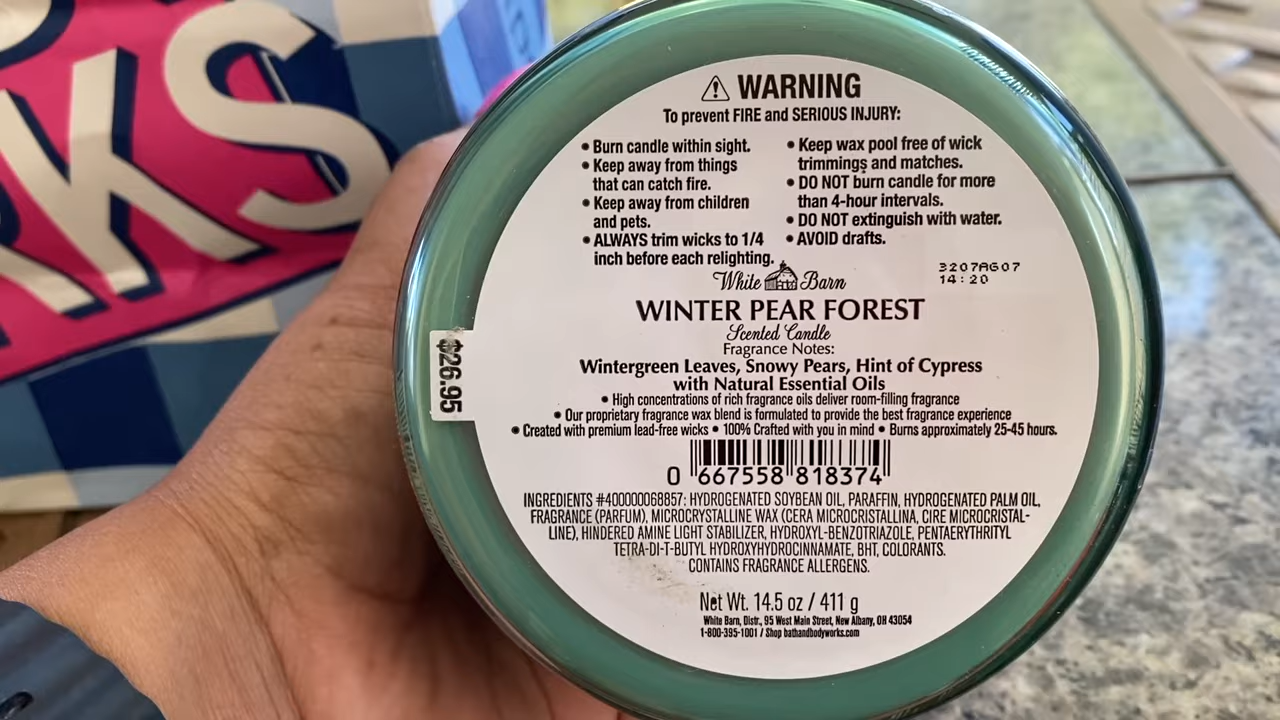 RKS
WARNING
To prevent FIRE and SERIOUS INJURY:
• Burn candle within sight.
• Keep away from things
that can catch fire.
• Keep away from children
and pets.
• ALWAYS trim wicks to 1/4
inch before each relighting.
• Keep wax pool free of wick
trimmings and matches.
• DO NOT burn candle for more
than 4-hour intervals.
• DO NOT extinguish with water.
• AVOID drafts.
3207AG07
14:20
White Barn
WINTER PEAR FOREST
Scented Candle
Fragrance Notes:
Wintergreen Leaves, Snowy Pears, Hint of Cypress
with Natural Essential Oils
• High concentrations of rich fragrance oils deliver room-filling fragrance
• Our proprietary fragrance wax blend is formulated to provide the best fragrance experience
• Created with premium lead-free wicks • 100% Crafted with you in mind • Burns approximately 25-45 hours.
$26.95
0 667558 818374
INGREDIENTS #400000068857: HYDROGENATED SOYBEAN OIL, PARAFFIN, HYDROGENATED PALM OIL,
FRAGRANCE (PARFUM), MICROCRYSTALLINE WAX (CERA MICROCRISTALLINA, CIRE MICROCRISTAL-
LINE), HINDERED AMINE LIGHT STABILIZER, HYDROXYL-BENZOTRIAZOLE, PENTAERYTHRITYL
TETRA-DI-T-BUTYL HYDROXYHYDROCINNAMATE, BHT, COLORANTS.
CONTAINS FRAGRANCE ALLERGENS.
Net Wt. 14.5 oz / 411 g
White Barn, Distr., 95 West Main Street, New Albany, OH 43054
1-800-395-1001 / Shop bathandbodyworks.com